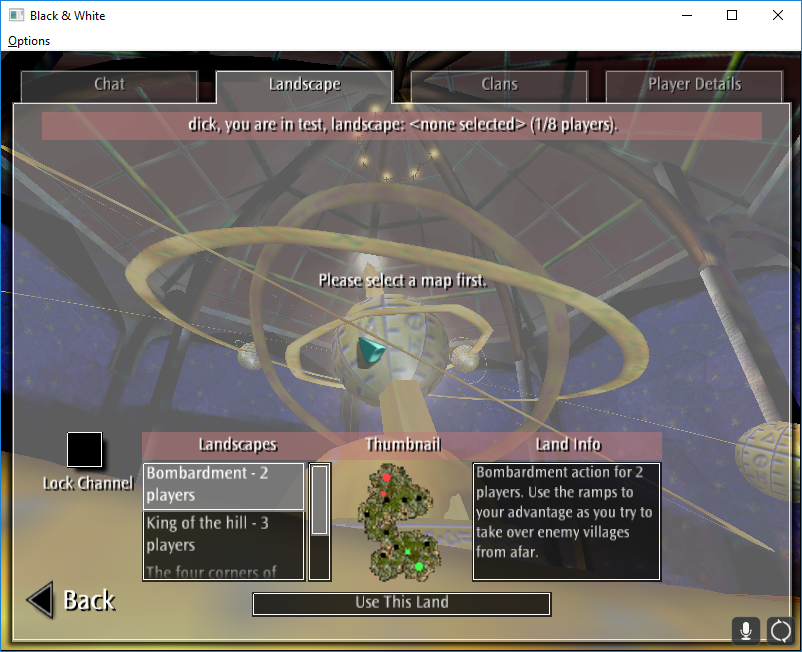 Black & White
Options
Chat
Landscape
Clans
Player Details
dick, you are in test, landscape: <none selected> (1/8 players).
Please select a map first.
Lock Channel
Landscapes
Bombardment - 2
players
King of the hill - 3
players
The four corners of
Thumbnail
Land Info
Bombardment action for 2
players. Use the ramps to
your advantage as you try to
take over enemy villages
from afar.
Back
Use This Land